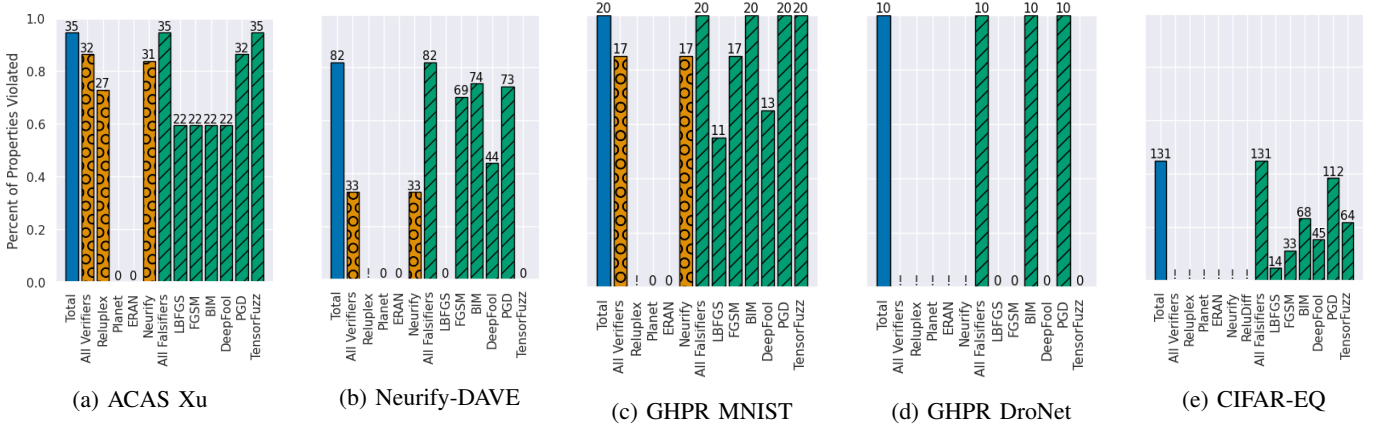 Percent of Properties Violated
1.0
0.8
0.6
0.4
0.2
0.0
35
32
27
0
0
31
35
22
22
22
22
32
35
Total
All Verifiers
Reluplex
Planet
ERAN
Neurify
All Falsifiers
LBFGS
FGSM
BIM
DeepFool
PGD
TensorFuzz
(a) ACAS Xu
82
33
!
0
0
33
82
0
69
74
44
73
0
Total
All Verifiers
Reluplex
Planet
ERAN
Neurify
All Falsifiers
LBFGS
FGSM
BIM
DeepFool
PGD
TensorFuzz
(b) Neurify-DAVE
20
17
!
0
0
17
20
11
17
20
13
20
20
Total
All Verifiers
Reluplex
Planet
ERAN
Neurify
All Falsifiers
LBFGS
FGSM
BIM
DeepFool
PGD
TensorFuzz
(c) GHPR MNIST
10
!
!
!
!
!
10
0
0
10
0
10
0
Total
All Verifiers
Reluplex
Planet
ERAN
Neurify
All Falsifiers
LBFGS
FGSM
BIM
DeepFool
PGD
TensorFuzz
(d) GHPR DroNet
131
!
!
!
!
!
!
131
14
33
68
45
112
64
Total
All Verifiers
Reluplex
Planet
ERAN
Neurify
ReluDiff
All Falsifiers
LBFGS
FGSM
BIM
DeepFool
PGD
TensorFuzz
(e) CIFAR-EQ